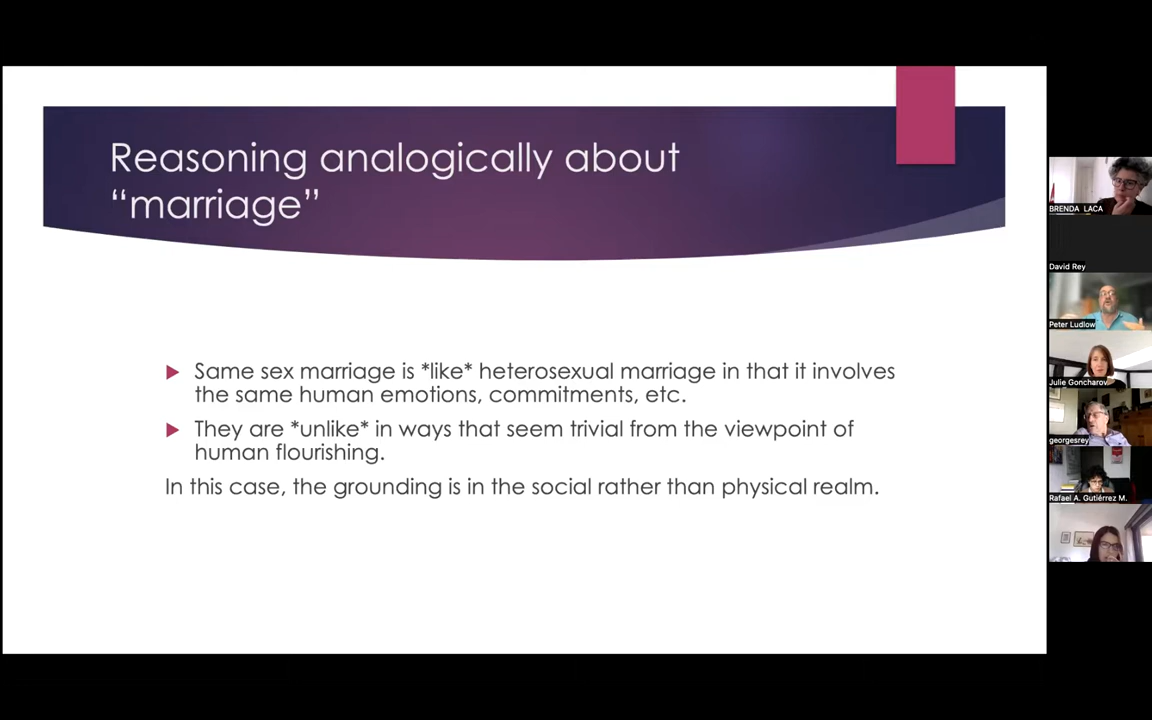 Reasoning analogically about
“marriage”
Same sex marriage is *like* heterosexual marriage in that it involves
the same human emotions, commitments, etc.
They are *unlike* in ways that seem trivial from the viewpoint of
human flourishing.
In this case, the grounding is in the social rather than physical realm.
BRENDA LACA
David Rey
Peter Ludlow
Julie Goncharov
georgesrey
Rafael A. Gutiérrez M.